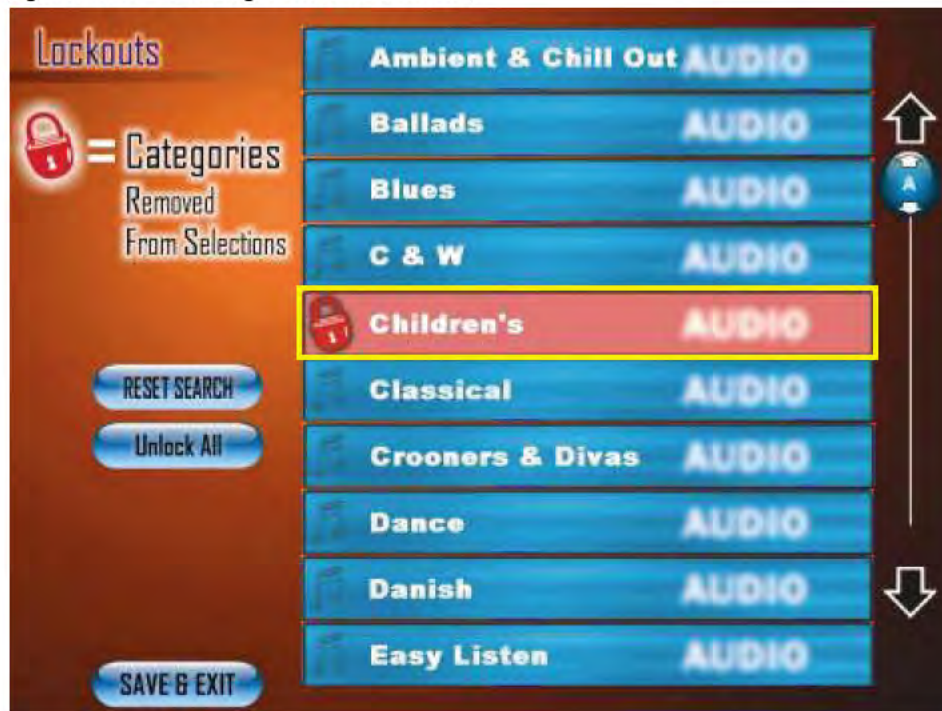 Lockouts
= Categories
Removed
From Selections
RESET SEARCH
Unlock All
SAVE & EXIT
Ambient & Chill Out AUDIO
Ballads AUDIO
Blues AUDIO
C & W AUDIO
Children's AUDIO
Classical AUDIO
Crooners & Divas AUDIO
Dance AUDIO
Danish AUDIO
Easy Listen AUDIO
A